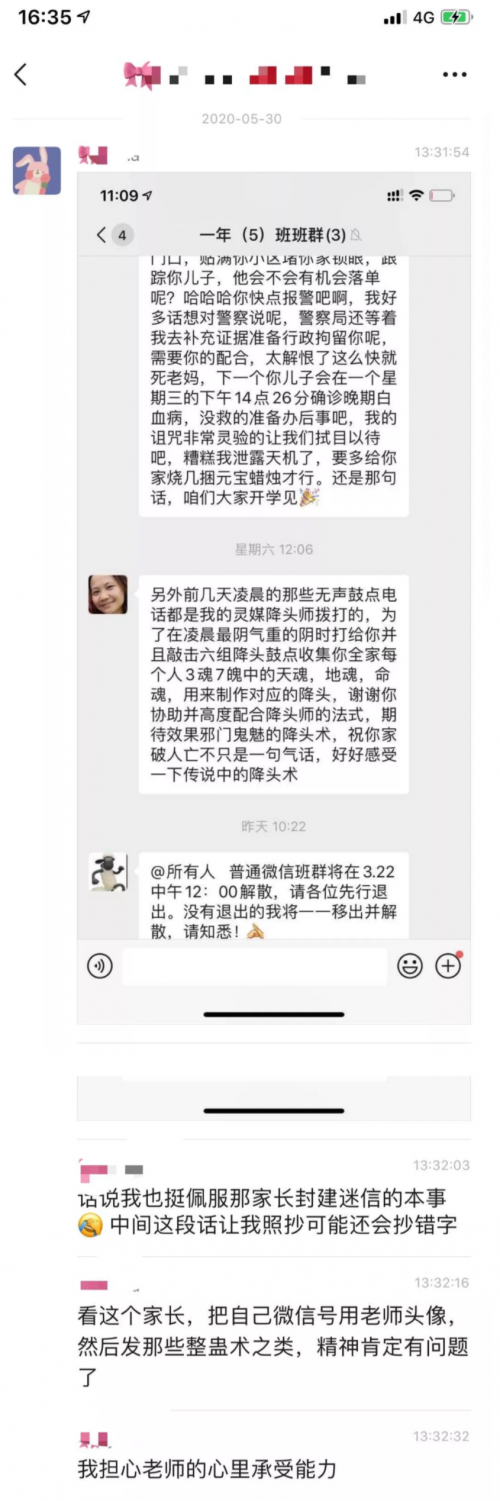 16:35
4G
2020-05-30
13:31:54
11:09
4
一年（5）班班群(3)
门口，贴满你小区堵你家锁眼，跟
踪你儿子，他会不会有机会落单
呢？哈哈哈你快点报警吧啊，我好
多话想对警察说呢，警察局还等着
我去补充证据准备行政拘留你呢，
需要你的配合，太解恨了这么快就
死老妈，下一个你儿子会在一个星
期三的下午14点26分确诊晚期白
血病，没救的准备办后事吧，我的
诅咒非常灵验的让我们拭目以待
吧，糟糕我泄露天机了，要多给你
家烧几捆元宝蜡烛才行。还是那句
话，咱们大家开学见🎉
星期六 12:06
另外前几天凌晨的那些无声鼓点电
话都是我的灵媒降头师拨打的，为
了在凌晨最阴气重的阴时打给你并
且敲击六组降头鼓点收集你全家每
个人3魂7魄中的天魂，地魂，命
魂，用来制作对应的降头，谢谢你
协助并高度配合降头师的法式，期
待效果邪门鬼魅的降头术，祝你家
破人亡不只是一句气话，好好感受
一下传说中的降头术
昨天 10:22
@所有人 普通微信班群将在3.22
中午12：00解散，请各位先行退
出。没有退出的我将一一移出并解
散，请知悉！
13:32:03
话说我也挺佩服那家长封建迷信的本事
🤣 中间这段话让我照抄可能还会抄错字
13:32:16
看这个家长，把自己微信号用老师头像，
然后发那些整蛊术之类，精神肯定有问题
了
13:32:32
我担心老师的心里承受能力